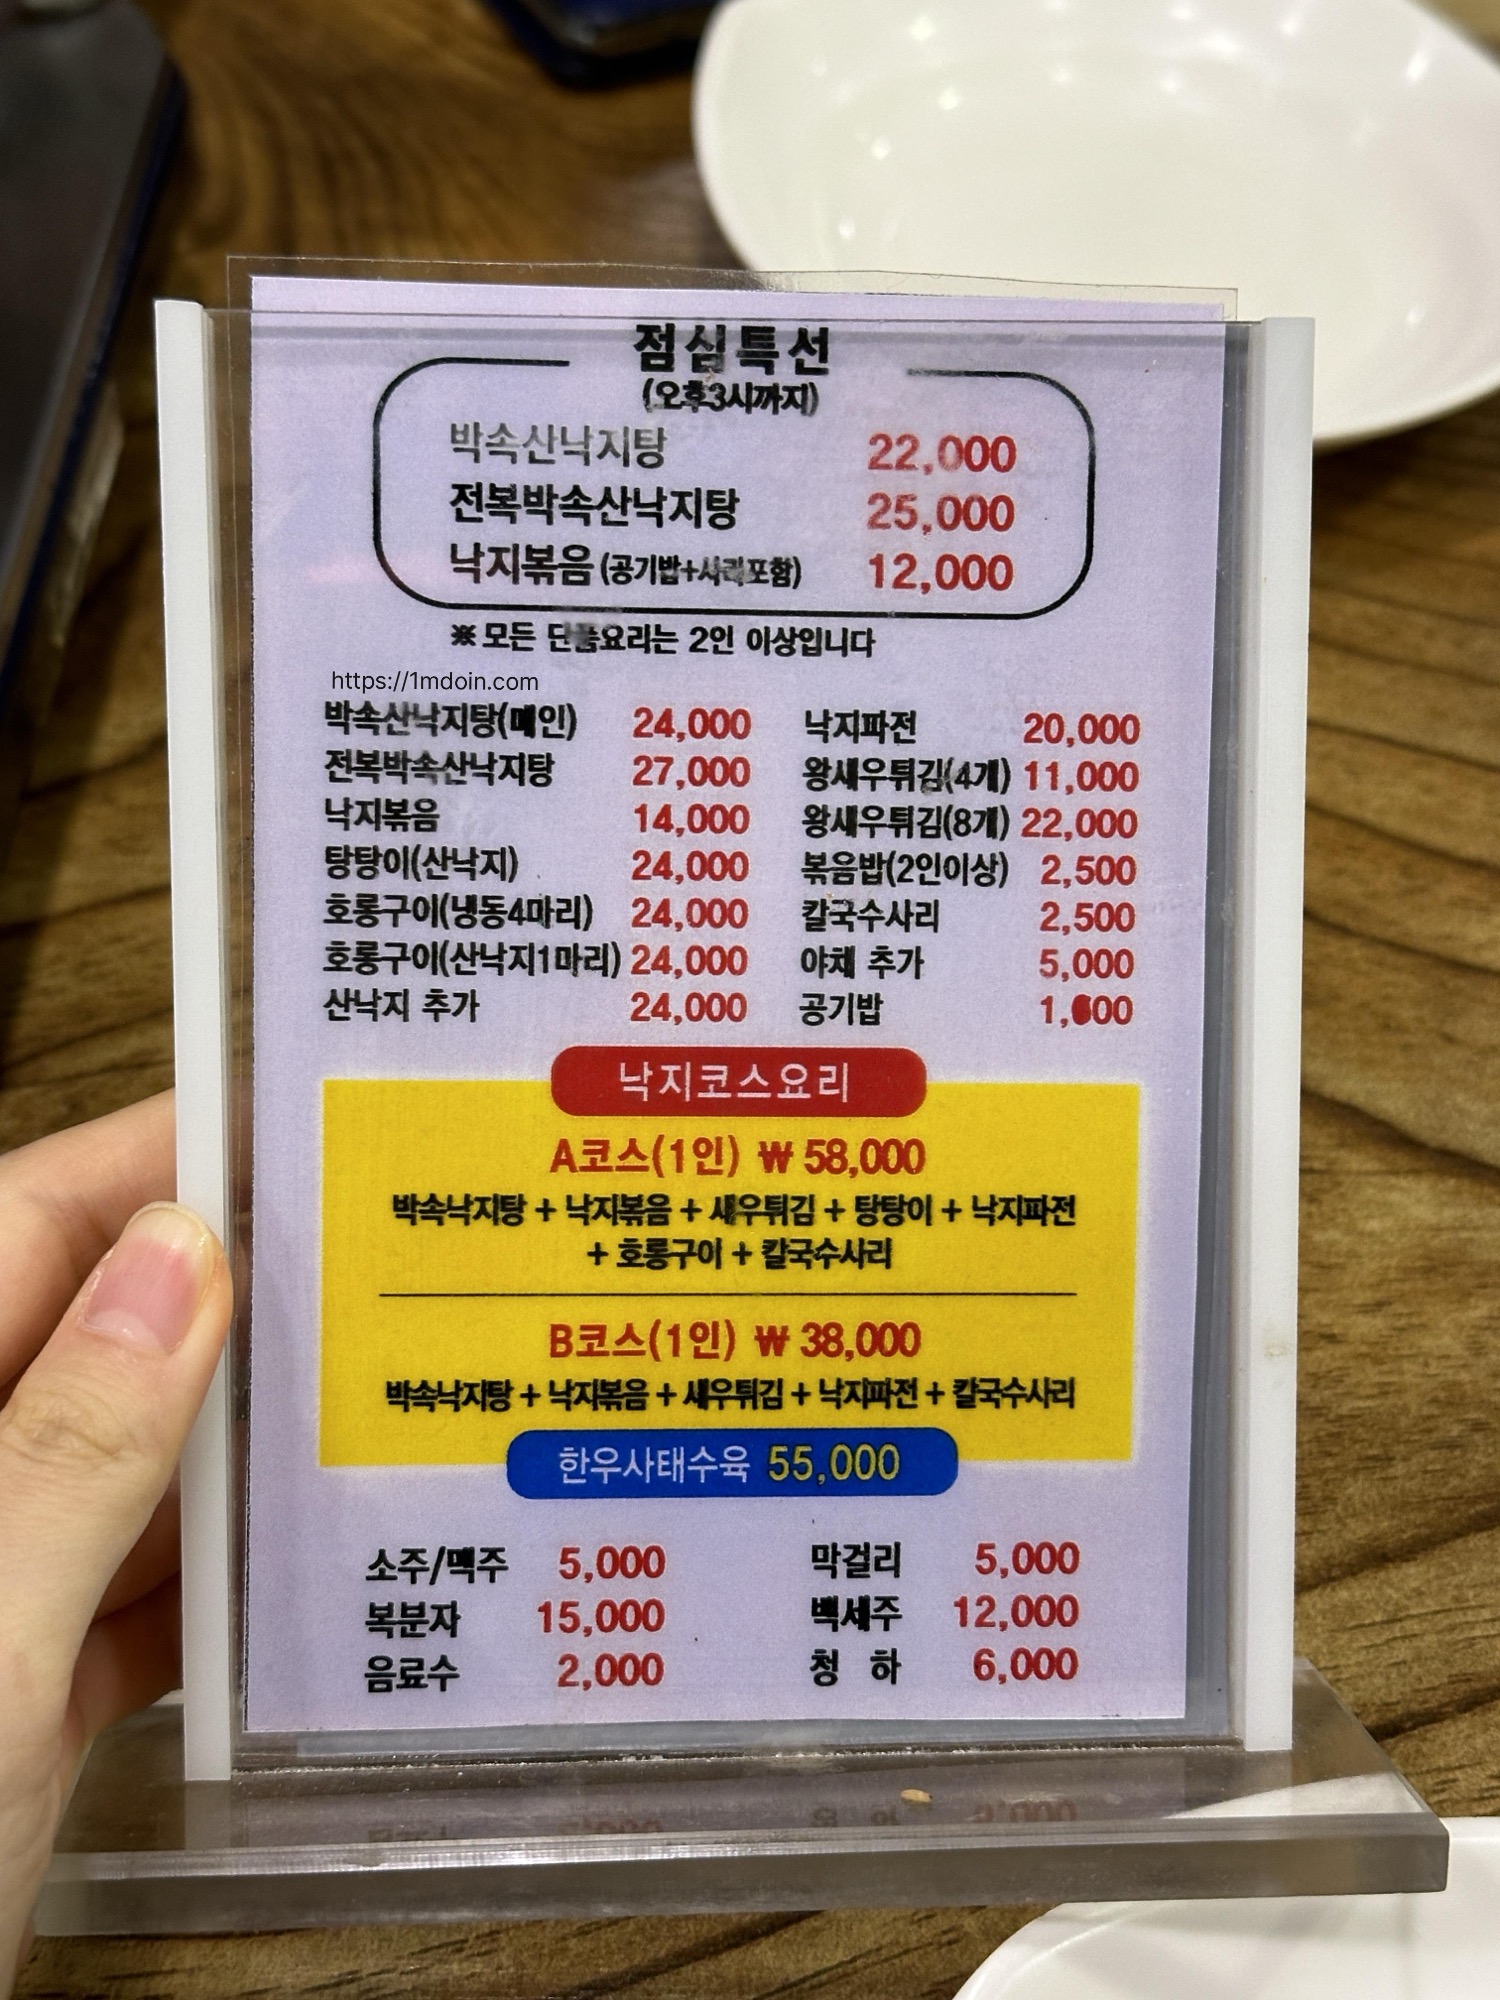 점심특선
(오후3시까지)
박속산낙지탕 22,000
전복박속산낙지탕 25,000
낙지볶음(공기밥+사리포함) 12,000
※ 모든 단품요리는 2인 이상입니다
https://1mdoin.com
박속산낙지탕(메인) 24,000
전복박속산낙지탕 27,000
낙지볶음 14,000
탕탕이(산낙지) 24,000
호롱구이(냉동4마리) 24,000
호롱구이(산낙지1마리) 24,000
산낙지 추가 24,000
낙지파전 20,000
왕새우튀김(4개) 11,000
왕새우튀김(8개) 22,000
볶음밥(2인이상) 2,500
칼국수사리 2,500
야채 추가 5,000
공기밥
낙지코스요리
A코스(1인) ₩ 58,000
박속낙지탕 + 낙지볶음 + 새우튀김 + 탕탕이 + 낙지파전
+ 호롱구이 + 칼국수사리
B코스(1인) ₩ 38,000
박속낙지탕 + 낙지볶음 + 새우튀김 + 낙지파전 + 칼국수사리
한우사태수육 55,000
소주/맥주 5,000
복분자 15,000
음료수 2,000
막걸리 5,000
백세주 12,000
청 하 6,000